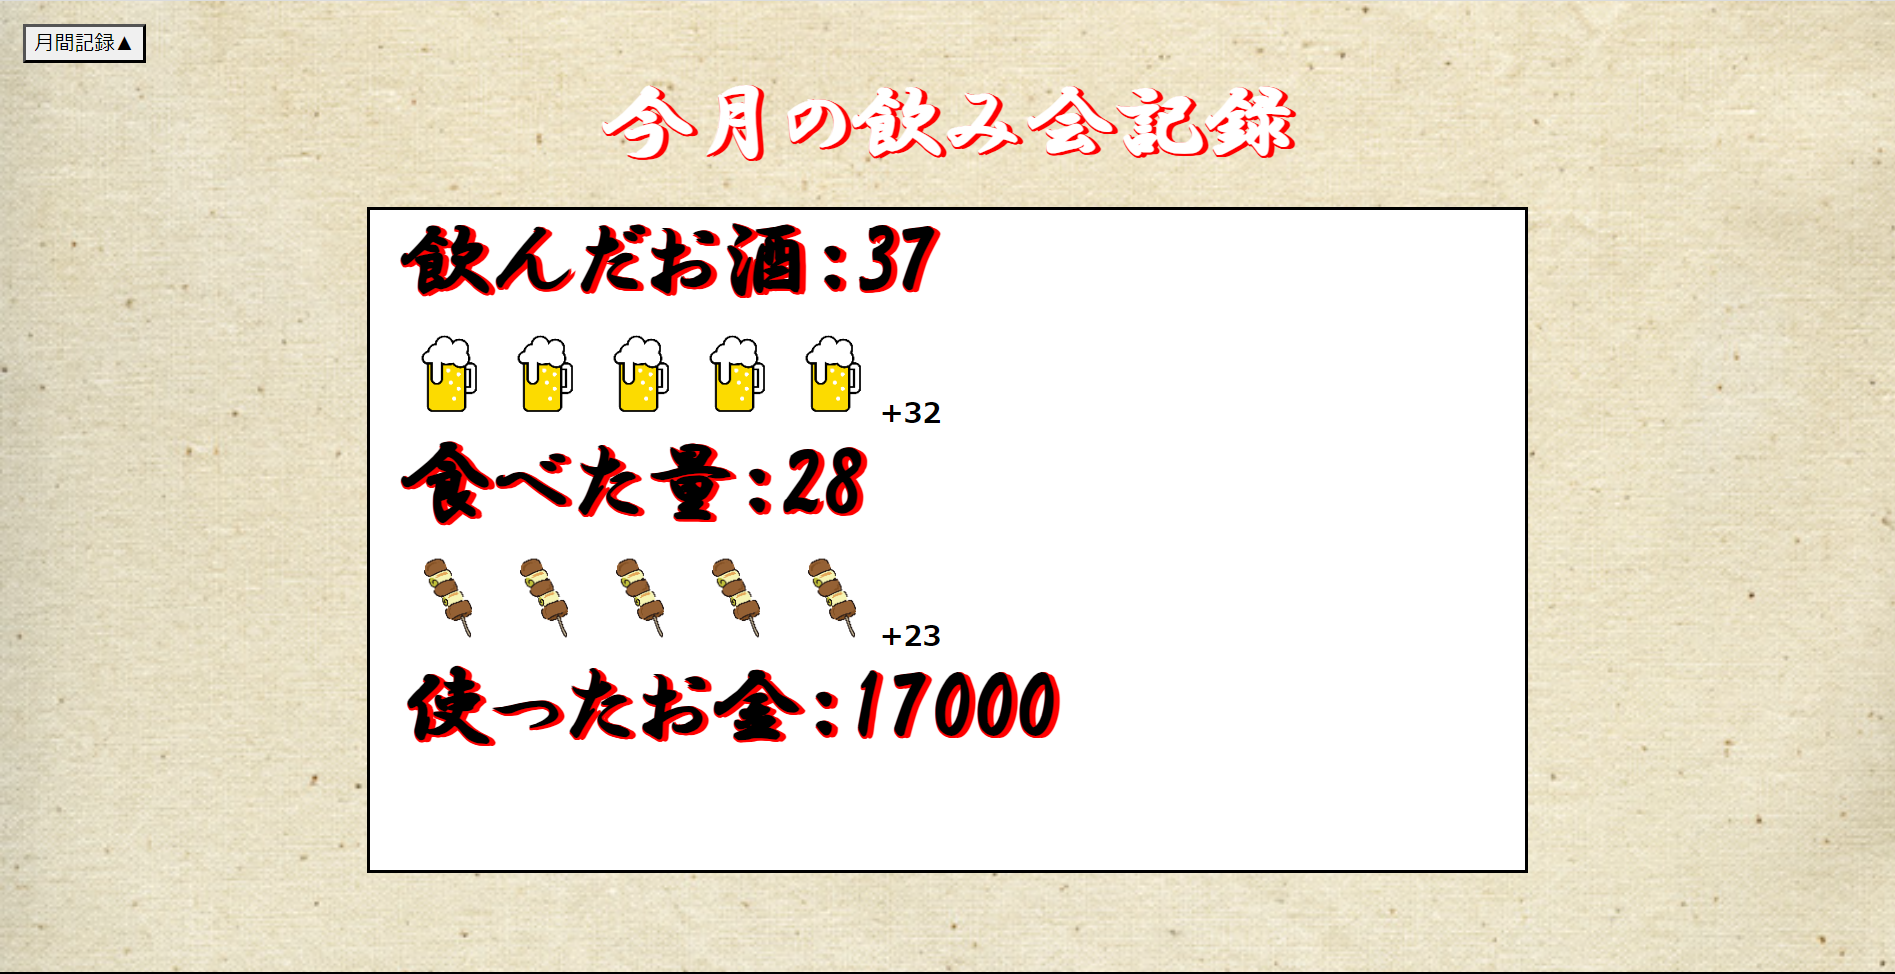 月間記録▲
今月の飲み会記録
飲んだお酒:37
+32
食べた量:28
+23
使ったお金:17000